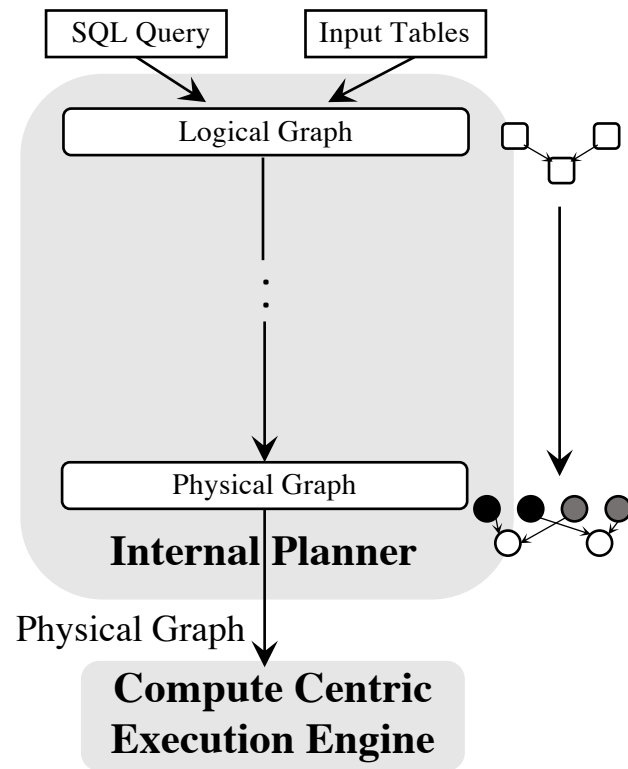 SQL Query
Input Tables
Logical Graph
Physical Graph
Internal Planner
Physical Graph
Compute Centric
Execution Engine